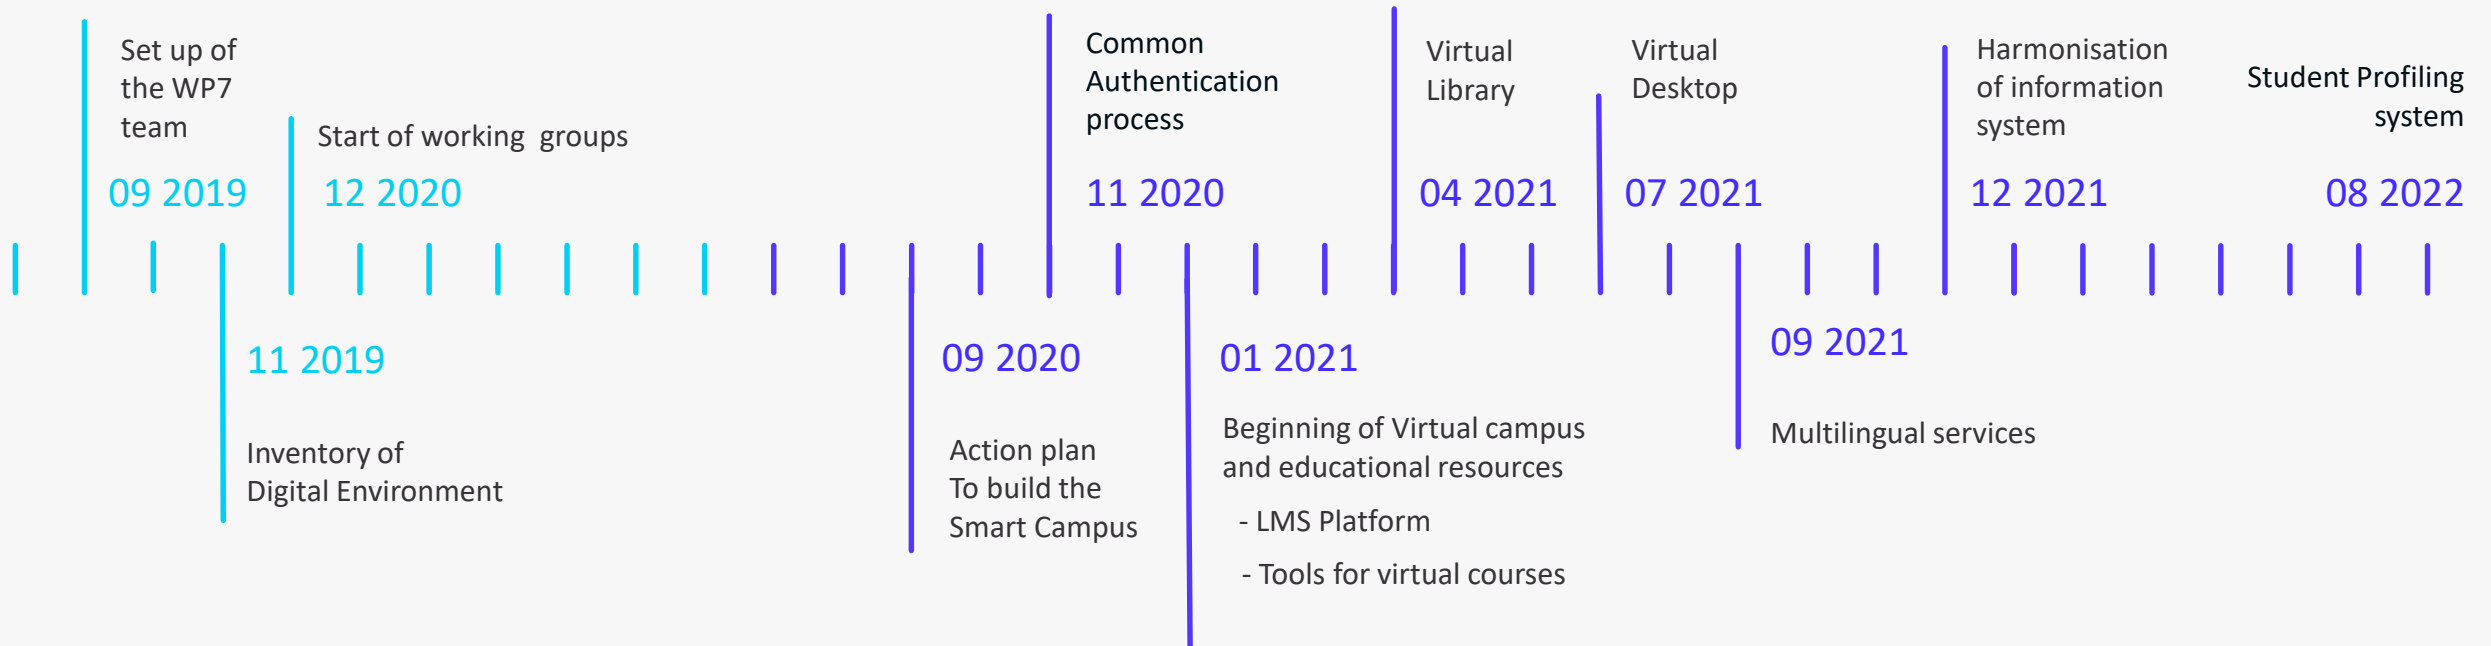 Set up of
the WP7
team
09 2019
Start of working  groups
12 2020
Common
Authentication
process
11 2020
Virtual
Library
04 2021
Virtual
Desktop
07 2021
Harmonisation
of information
system
12 2021
Student Profiling
system
08 2022
11 2019
Inventory of
Digital Environment
09 2020
Action plan
To build the
Smart Campus
01 2021
Beginning of Virtual campus
and educational resources
- LMS Platform
- Tools for virtual courses
09 2021
Multilingual services